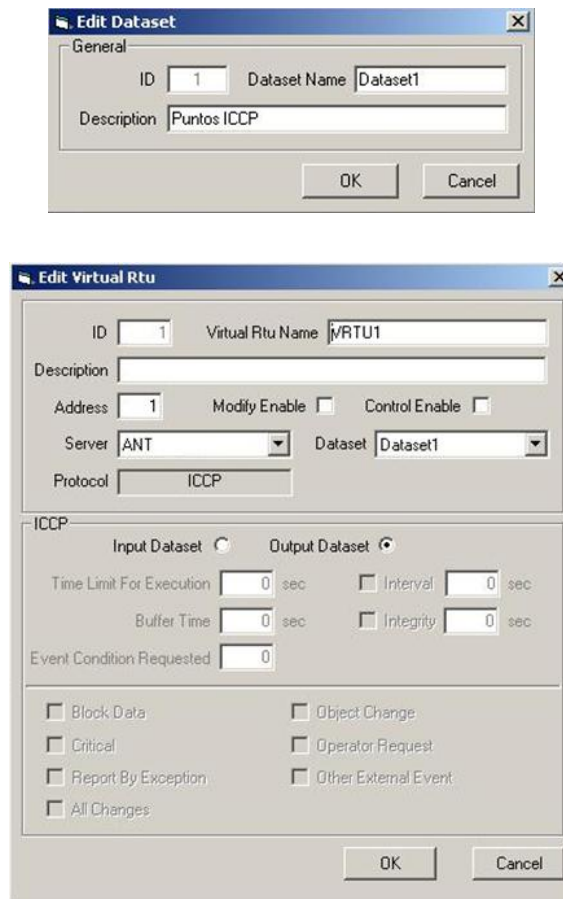 Edit Dataset
General
ID 1 Dataset Name Dataset1
Description Puntos ICCP
OK Cancel
Edit Virtual Rtu
ID 1 Virtual Rtu Name vRTU1
Description
Address 1 Modify Enable Control Enable
Server ANT Dataset Dataset1
Protocol ICCP
ICCP
Input Dataset Output Dataset
Time Limit For Execution 0 sec Interval 0 sec
Buffer Time 0 sec Integrity 0 sec
Event Condition Requested 0
Block Data Object Change
Critical Operator Request
Report By Exception Other External Event
All Changes
OK Cancel